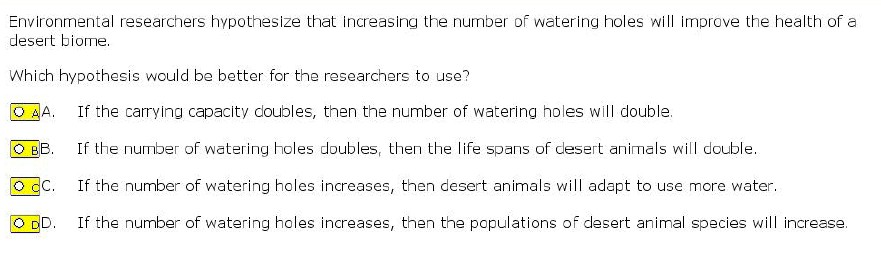 Environmental researchers hypothesize that increasing the number of watering holes will improve the health of a
desert biome.
Which hypothesis would be better for the researchers to use?
A A. If the carrying capacity doubles, then the number of watering holes will double.
B B. If the number of watering holes doubles, then the life spans of desert animals will double.
C C. If the number of watering holes increases, then desert animals will adapt to use more water.
D D. If the number of watering holes increases, then the populations of desert animal species will increase.